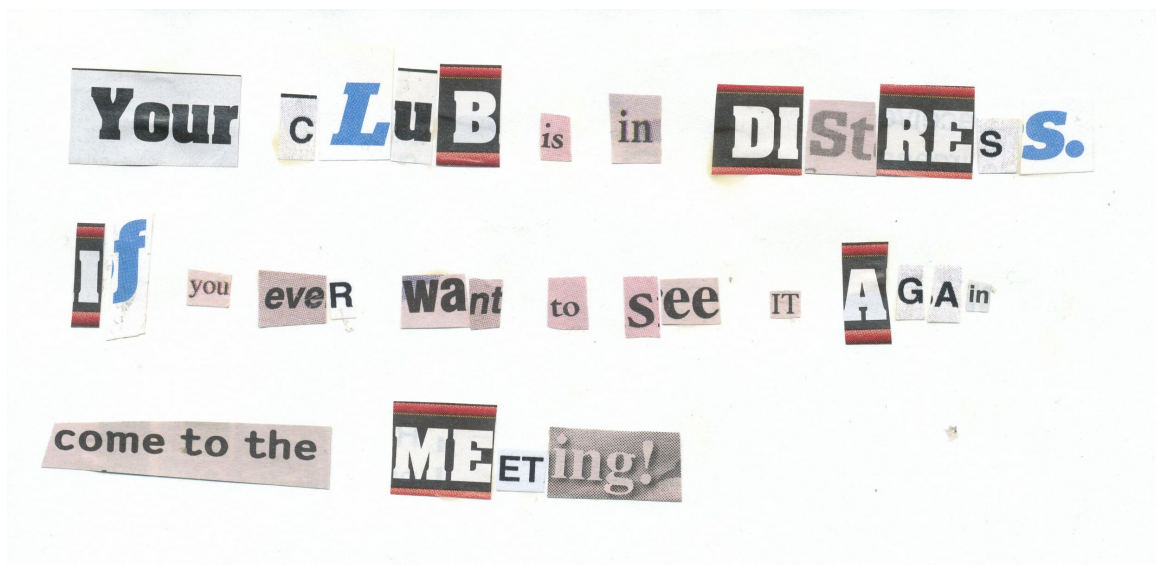 Your cLuB is in DIStRESs.
If you eveR want to see IT AGAin
come to the MEETing!